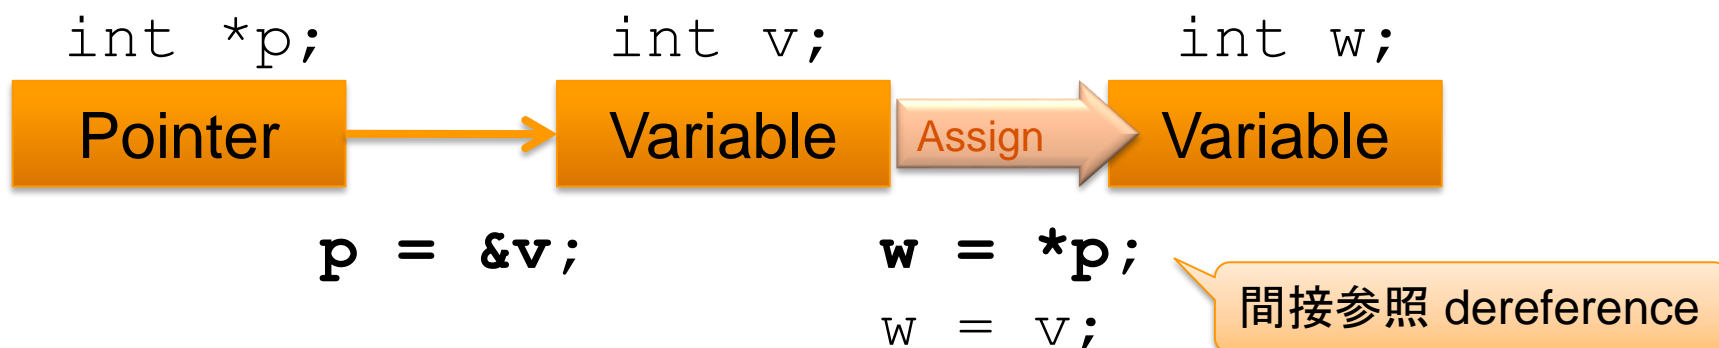 int *p; int v; int w;
Pointer Variable Assign Variable
p = &v; w = *p;
間接参照 dereference
w = v;